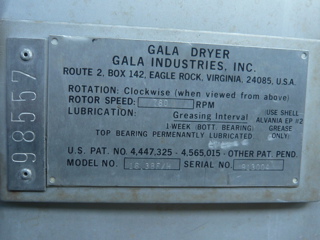 98557
GALA DRYER
GALA INDUSTRIES, INC.
ROUTE 2, BOX 142, EAGLE ROCK, VIRGINIA, 24085, U.S.A.
ROTATION: Clockwise (when viewed from above)
ROTOR SPEED: RPM
LUBRICATION: Greasing Interval USE SHELL
1 WEEK BOTT. BEARING: ALVANIA EP #2
TOP BEARING PERMENANTLY LUBRICATED GREASE ONLY:
U.S. PAT. NO. 4,447,325 - 4,565,015 - OTHER PAT. PEND.
MODEL NO. SERIAL NO.